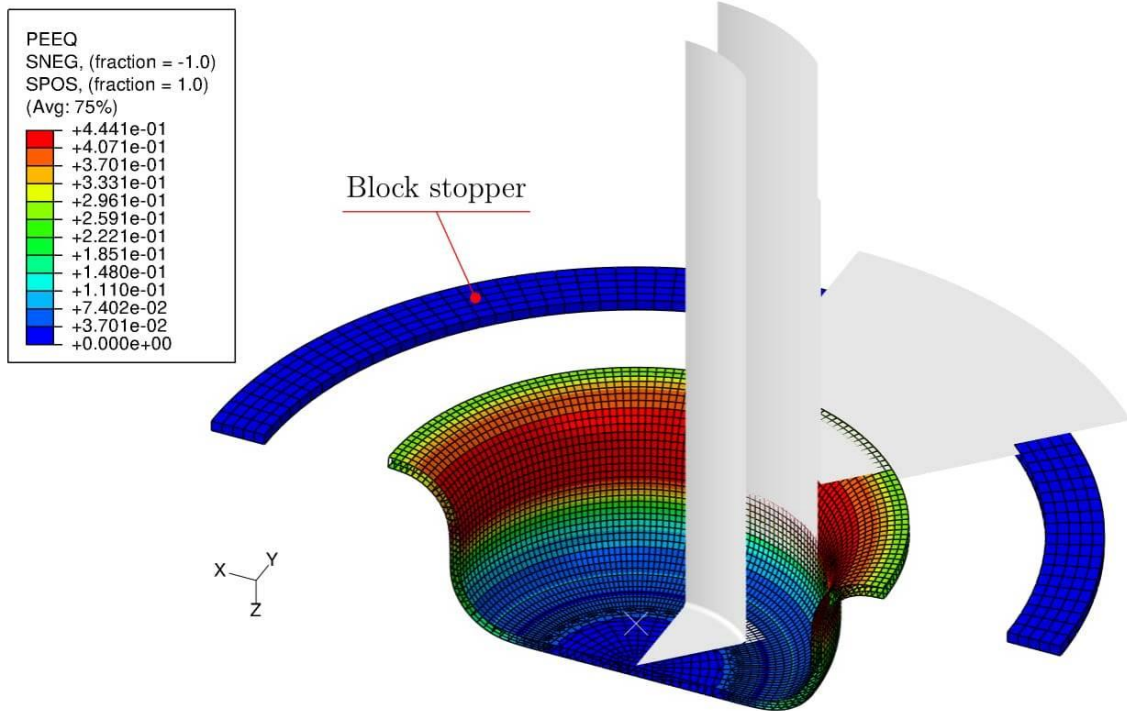 PEEQ
SNEG, (fraction = -1.0)
SPOS, (fraction = 1.0)
(Avg: 75%)
+4.441e-01
+4.071e-01
+3.701e-01
+3.331e-01
+2.961e-01
+2.591e-01
+2.221e-01
+1.851e-01
+1.480e-01
+1.110e-01
+7.402e-02
+3.701e-02
+0.000e+00
Block stopper
X
Y
Z